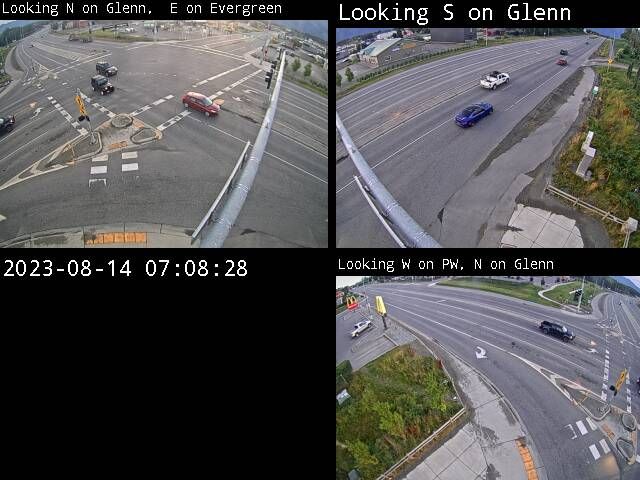 Looking N on Glenn, E on Evergreen
Looking S on Glenn
2023-08-14 07:08:28
Looking W on PW, N on Glenn